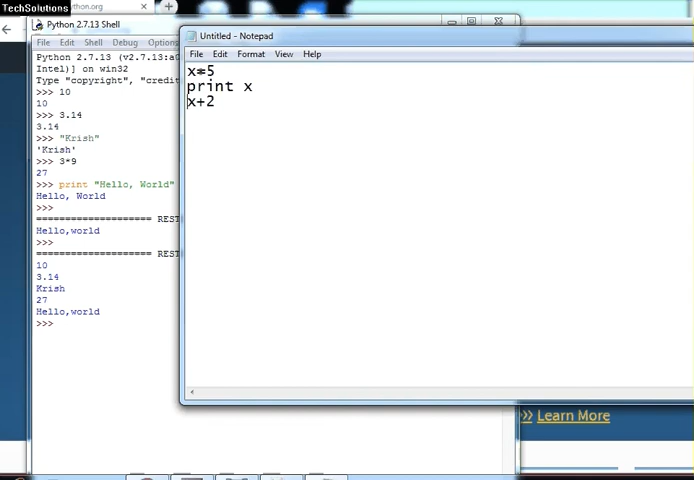 TechSolutions
python.org
Python 2.7.13 Shell
File Edit Shell Debug Options
Python 2.7.13 (v2.7.13:a0
Intel)] on win32
Type "copyright", "credit
>>> 10
10
>>> 3.14
3.14
>>> "Krish"
'Krish'
>>> 3*9
27
>>> print "Hello, World"
Hello, World
>>>
==================== REST
Hello,world
>>>
==================== REST
10
3.14
Krish
27
Hello,world
>>>
Untitled - Notepad
File Edit Format View Help
x=5
print x
x+2
>> Learn More